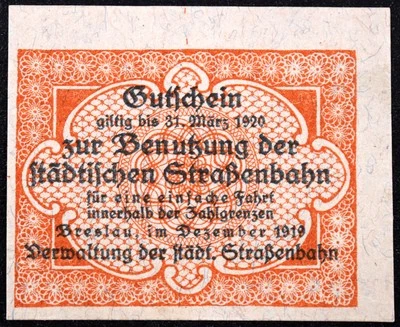 Gutschein
giltig bis 31. März 1920
zur Benutzung der
städtischen Straßenbahn
für eine einfache Fahrt
innerhalb der Zahlgrenzen
Breslau, im Dezember 1919
Verwaltung der städt. Straßenbahn